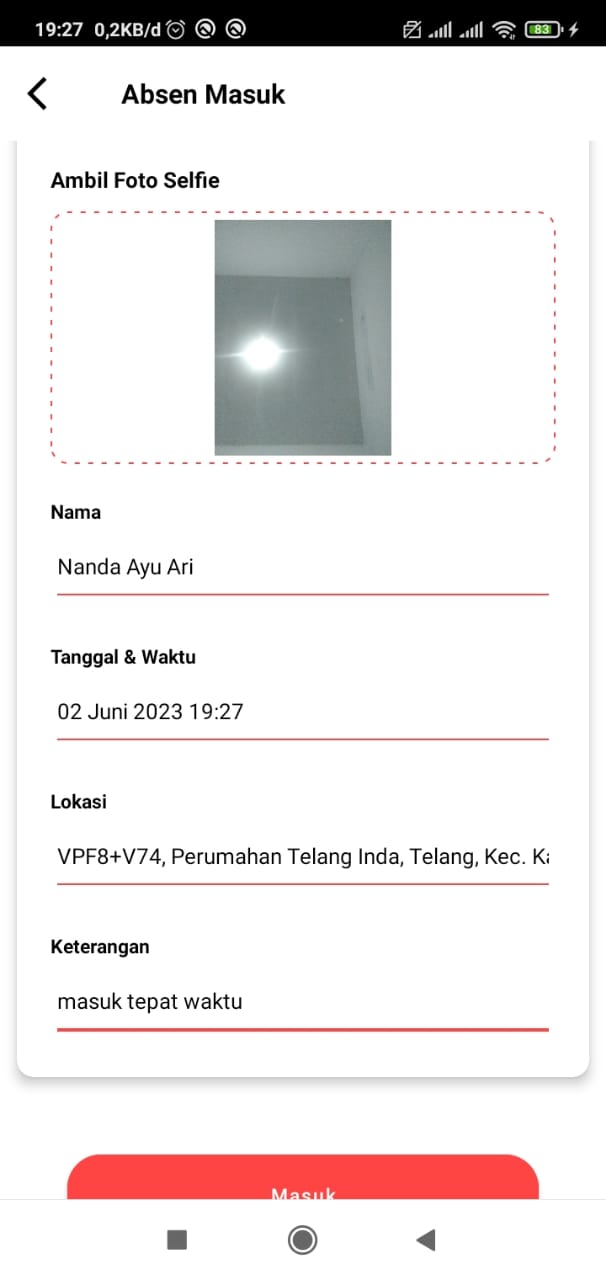 19:27 0,2KB/d
83
Absen Masuk
Ambil Foto Selfie
Nama
Nanda Ayu Ari
Tanggal & Waktu
02 Juni 2023 19:27
Lokasi
VPF8+V74, Perumahan Telang Inda, Telang, Kec. Ka
Keterangan
masuk tepat waktu
Masuk